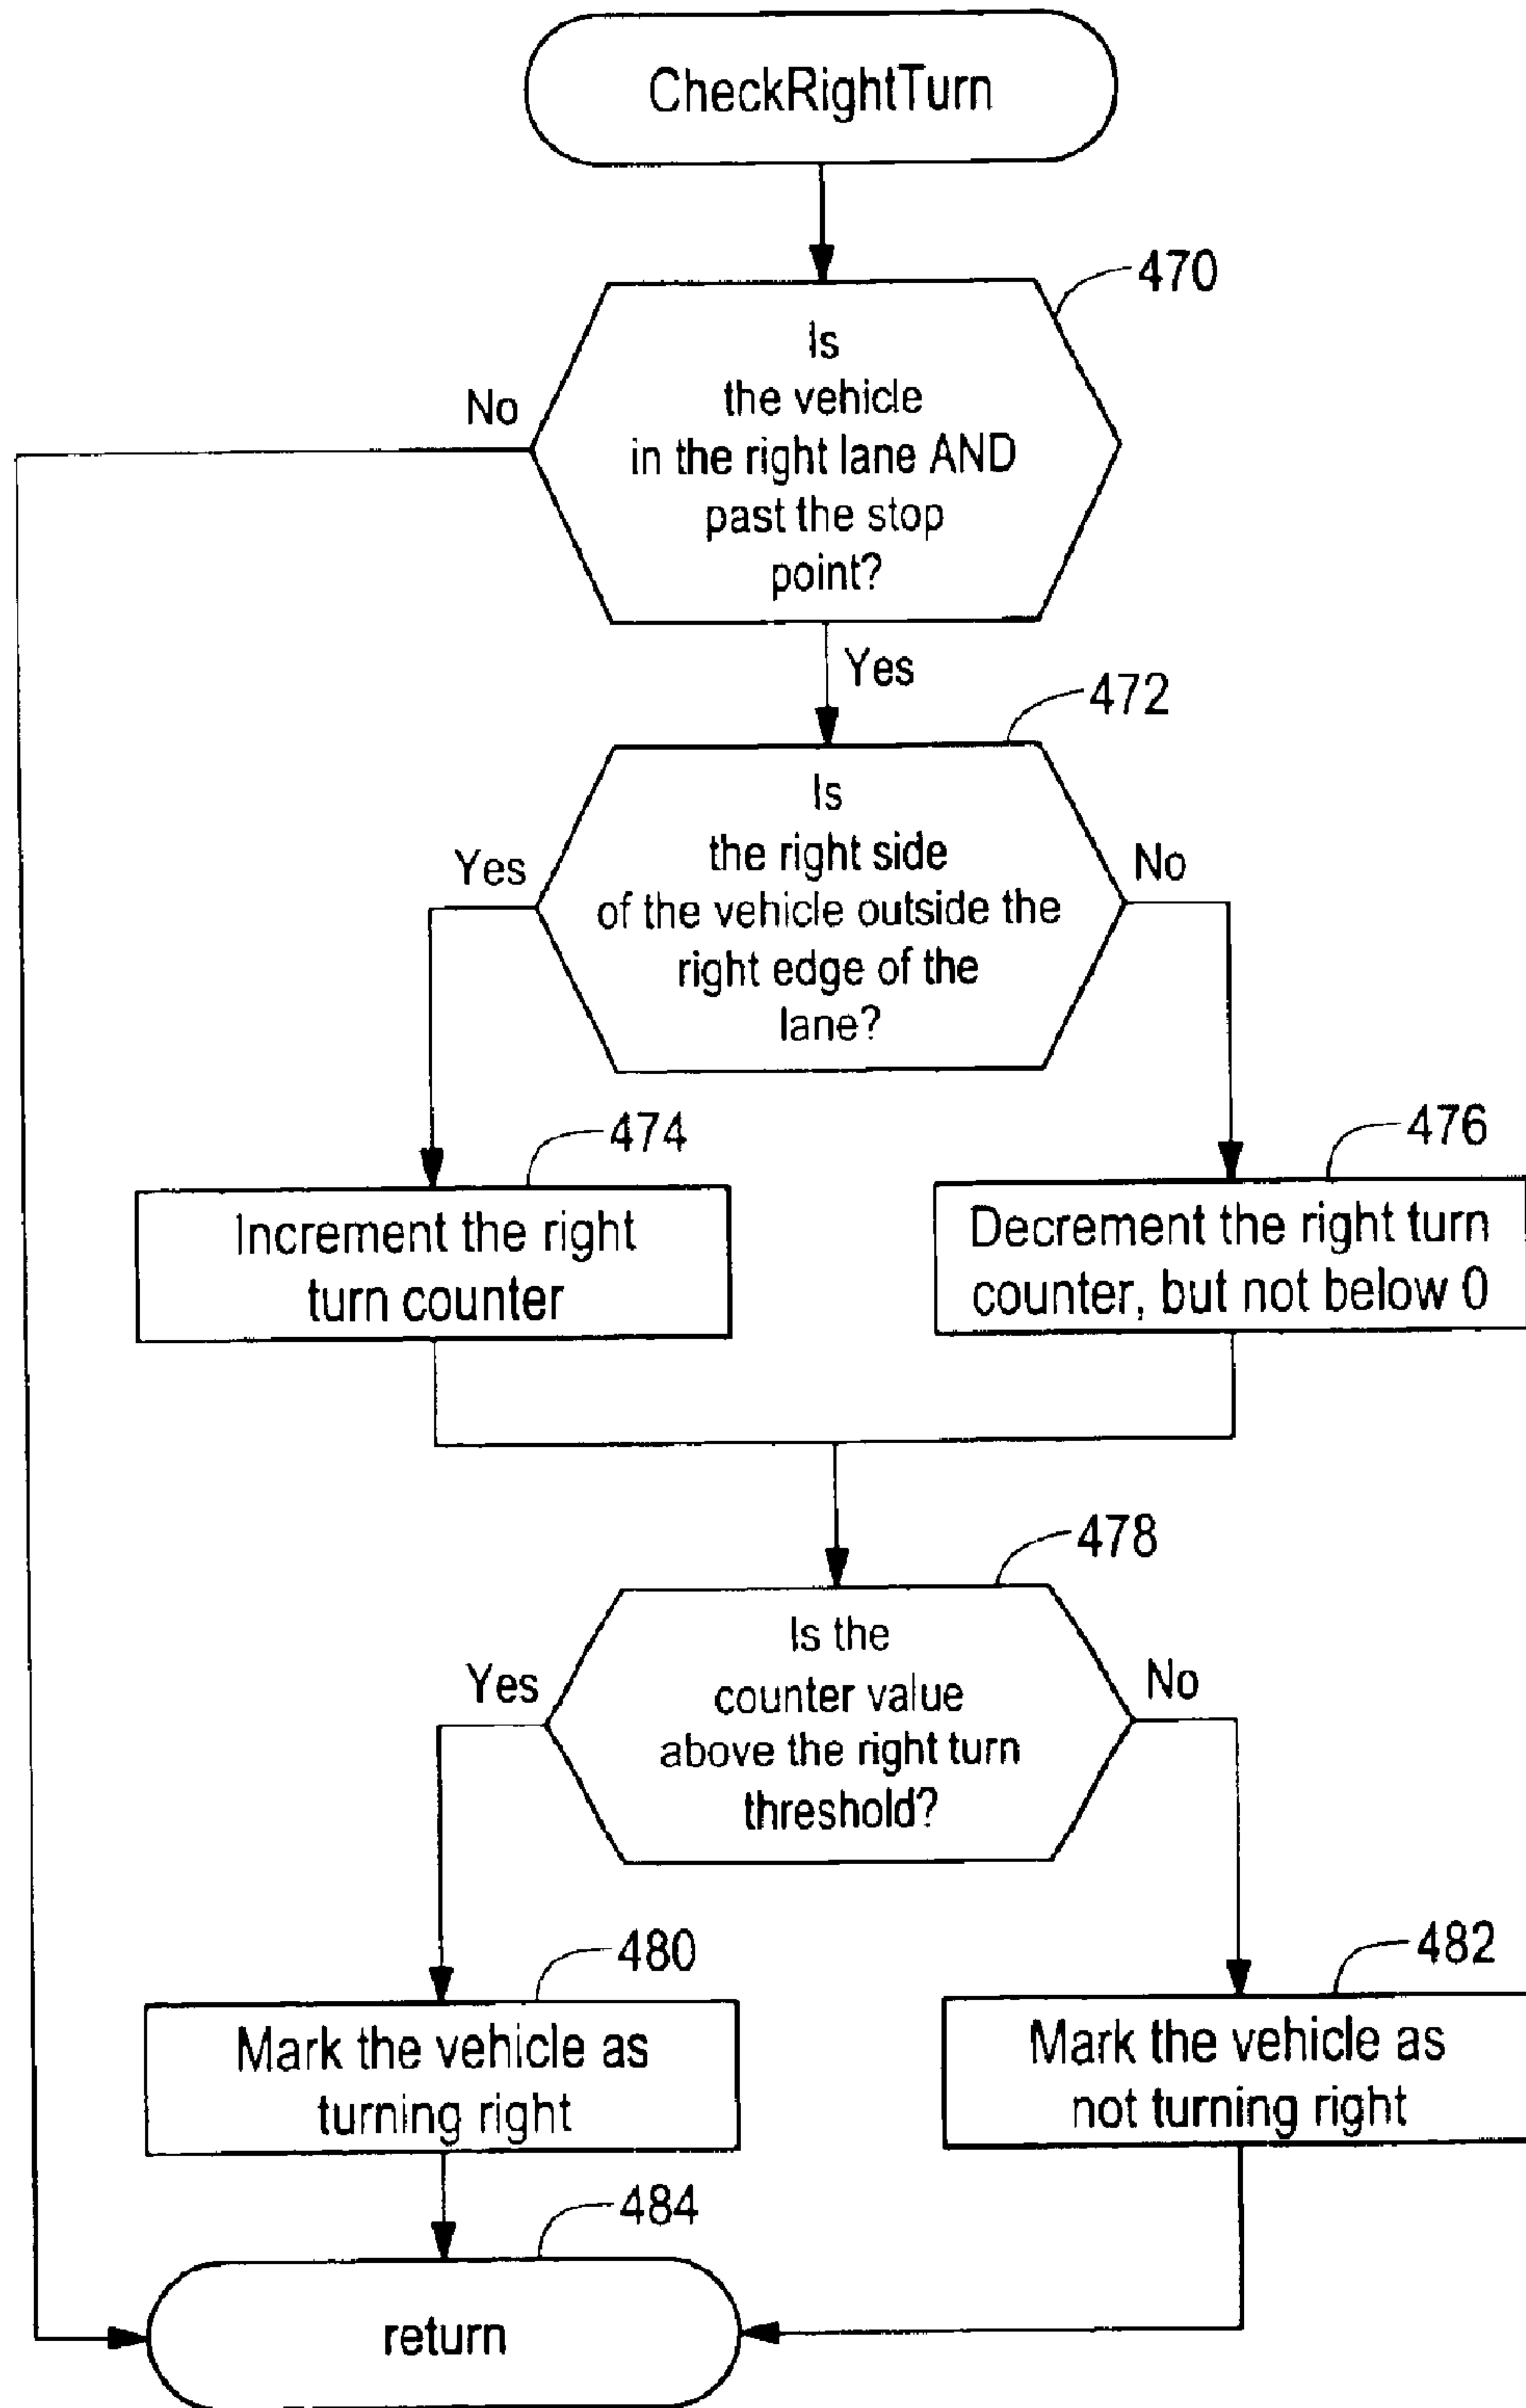 CheckRightTurn
470
Is
the vehicle
in the right lane AND
past the stop
point?
No
Yes
472
Is
the right side
of the vehicle outside the
right edge of the
lane?
Yes
No
474
Increment the right
turn counter
476
Decrement the right turn
counter, but not below 0
478
Is the
counter value
above the right turn
threshold?
Yes
No
480
Mark the vehicle as
turning right
482
Mark the vehicle as
not turning right
484
return